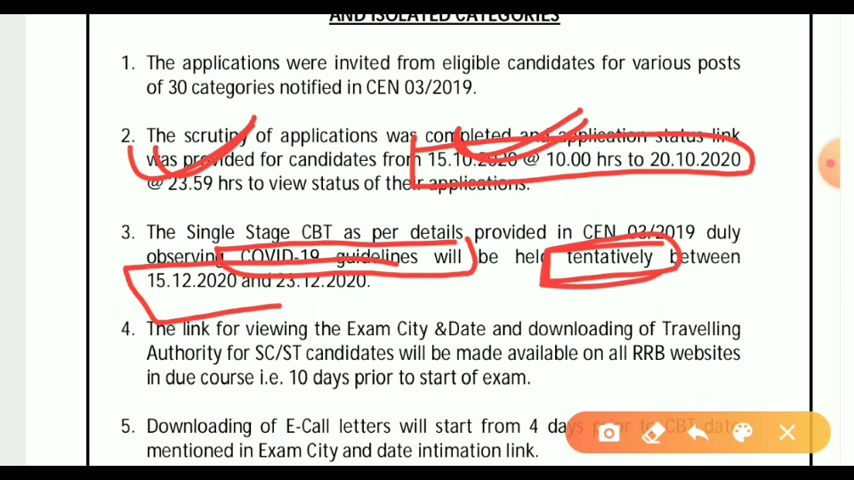 AND ISOLATED CATEGORIES
1. The applications were invited from eligible candidates for various posts
of 30 categories notified in CEN 03/2019.
2. The scrutiny of applications was completed and application status link
was provided for candidates from 15.10.2020 @ 10.00 hrs to 20.10.2020
@ 23.59 hrs to view status of their applications.
3. The Single Stage CBT as per details provided in CEN 03/2019 duly
observing COVID-19 guidelines will be held tentatively between
15.12.2020 and 23.12.2020.
4. The link for viewing the Exam City &Date and downloading of Travelling
Authority for SC/ST candidates will be made available on all RRB websites
in due course i.e. 10 days prior to start of exam.
5. Downloading of E-Call letters will start from 4 days prior to CBT date
mentioned in Exam City and date intimation link.